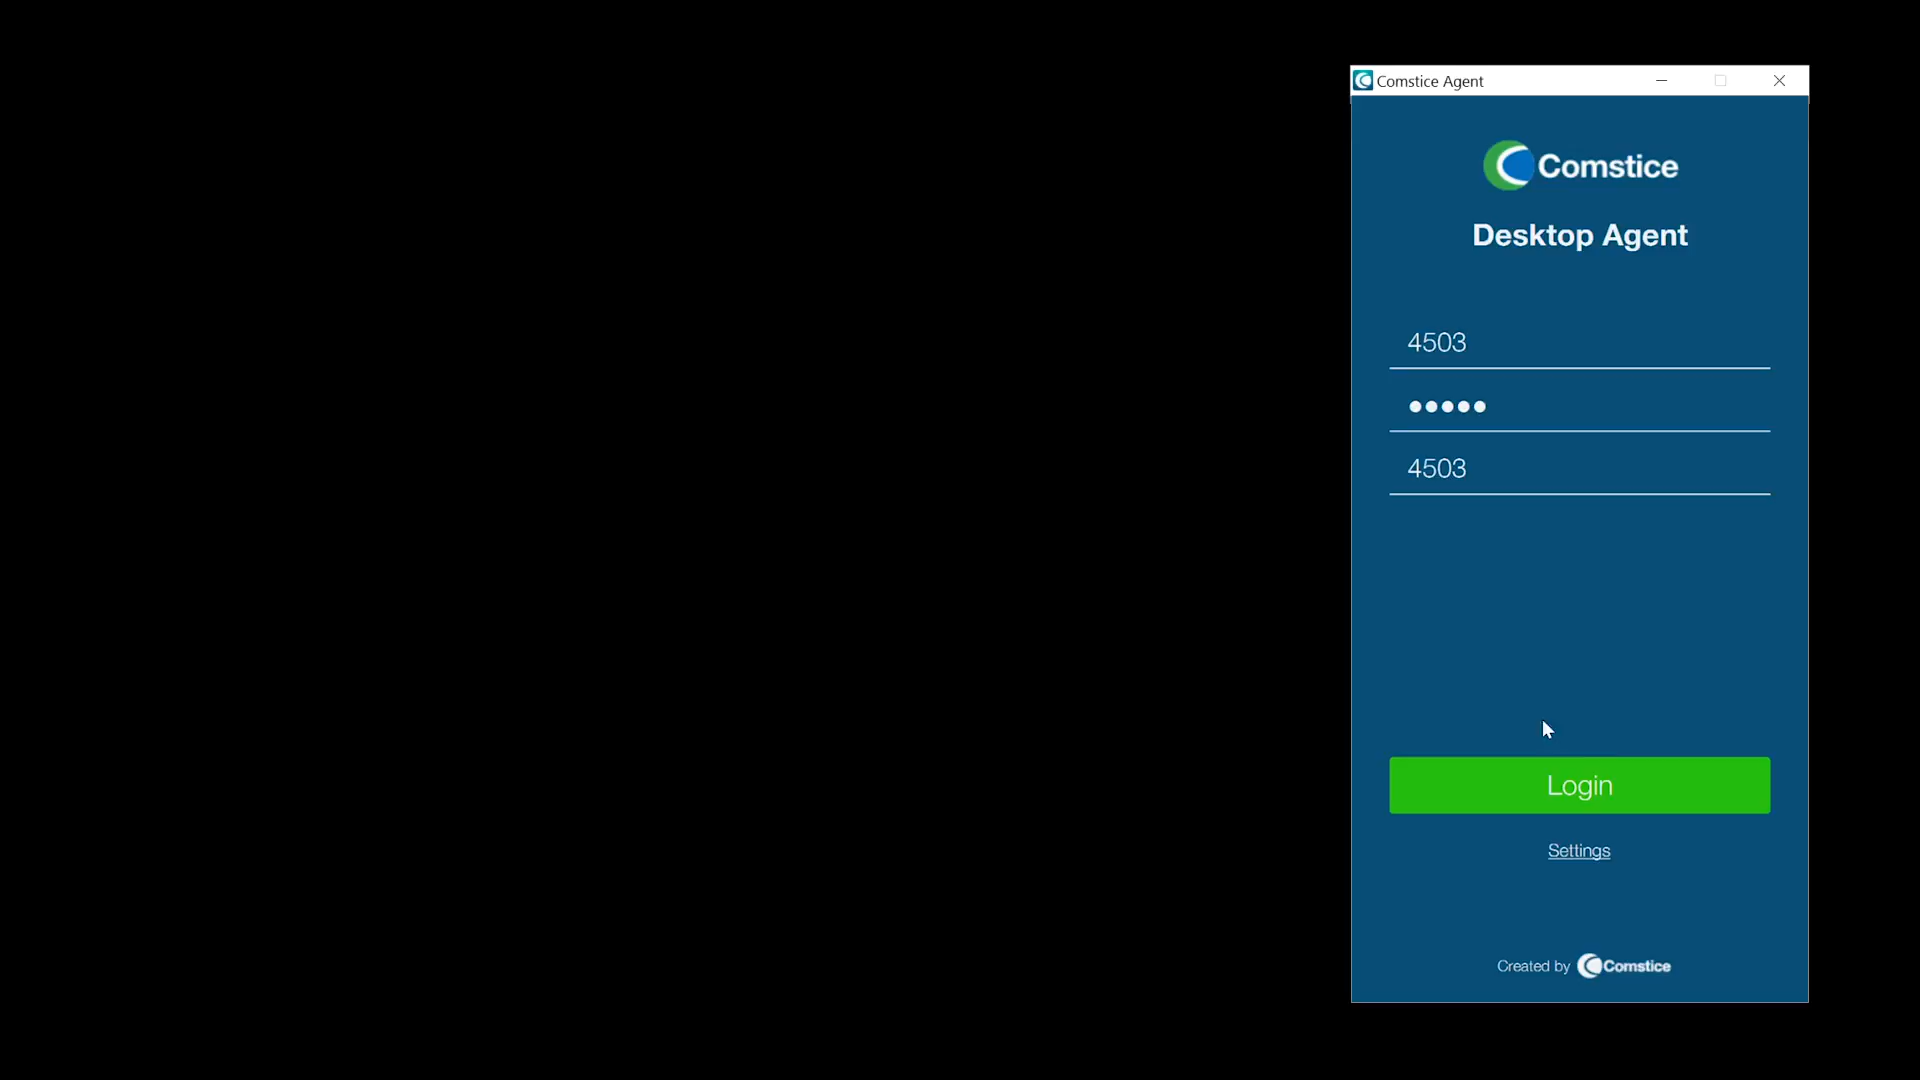 Comstice Agent
Comstice
Desktop Agent
4503
●●●●●
4503
Login
Settings
Created by Comstice